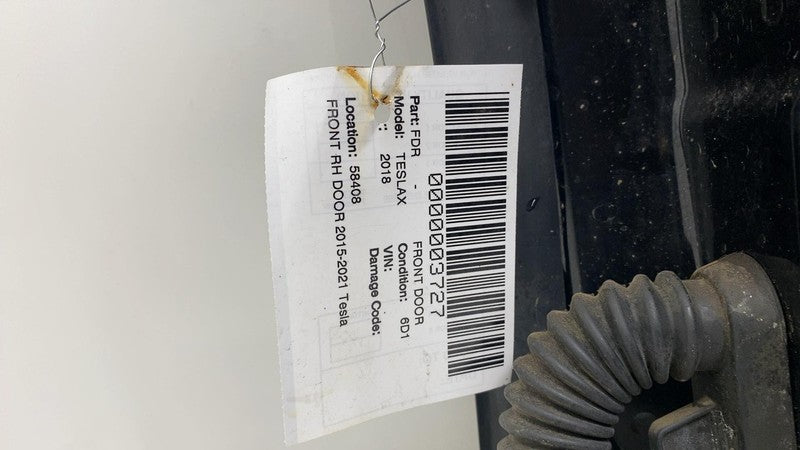 0000003727
Part: FDR - FRONT DOOR
Model: TESLAX Condition: 6D1
: 2018 VIN:
Damage Code:
Location: 58408
FRONT RH DOOR 2015-2021 Tesla